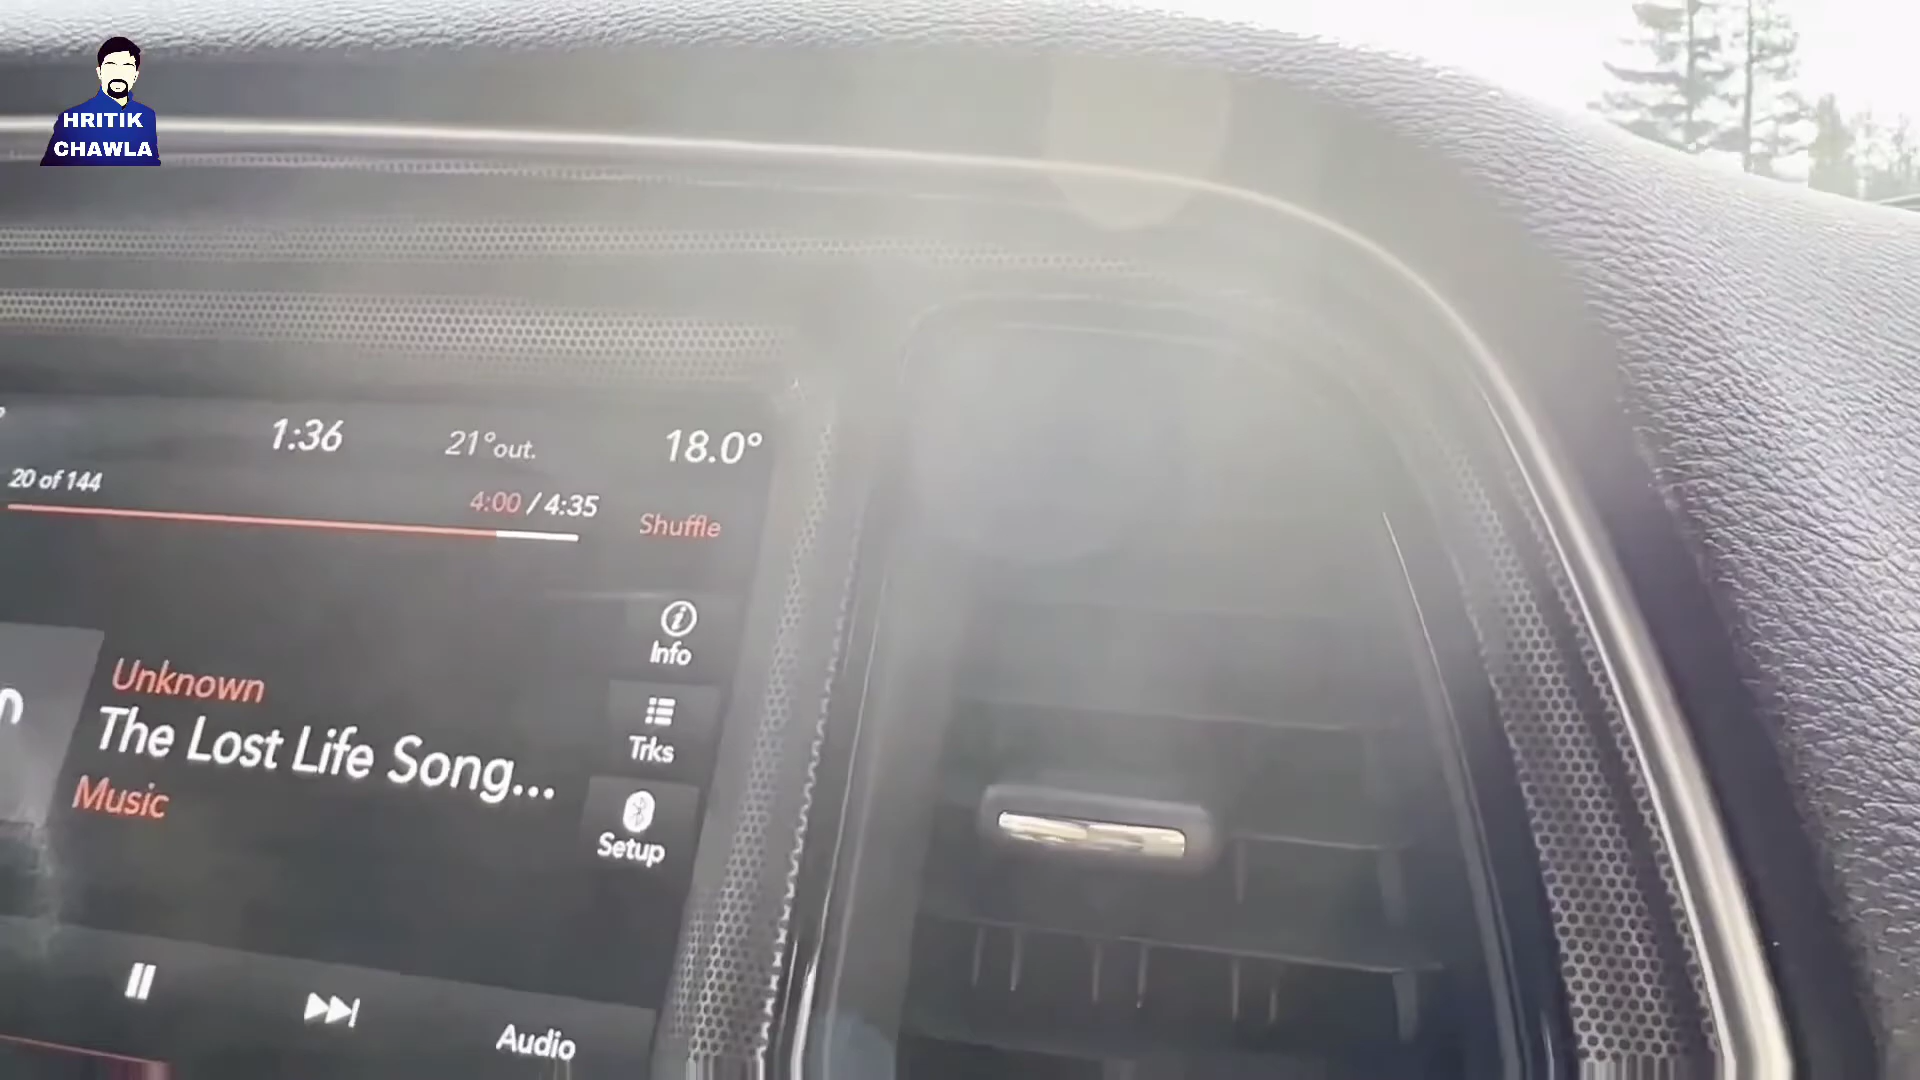 HRITIK
CHAWLA
1:36
21°out.
18.0°
20 of 144
4:00 / 4:35
Shuffle
Info
Unknown
The Lost Life Song...
Trks
Music
Setup
Audio